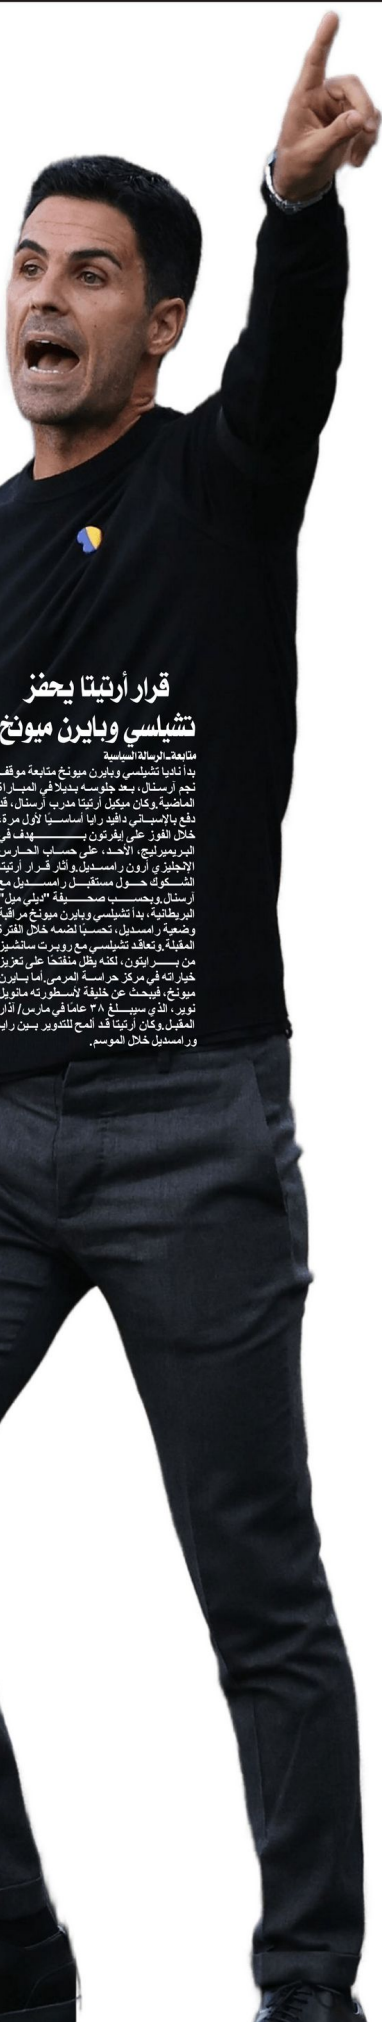 قرار أرتيتا يحفز
تشيلسي وبايرن ميونخ
متابعة-الرسالة السياسية
بدأ ناديا تشيلسي وبايرن ميونخ متابعة موقف
نجم آرسنال، بعد جلوسه بديلا في المباراة
الماضية.وكان ميكيل أرتيتا مدرب آرسنال، قد
دفع بالإسباني دافيد رايا أساسيًا لأول مرة،
خلال الفوز على إيفرتون بهدف في
البريميرليج، الأحد، على حساب الحارس
الإنجليزي آرون رامسديل.وأثار قرار أرتيتا
الشكوك حول مستقبل رامسديل مع
آرسنال.وبحسب صحيفة "ديلي ميل"
البريطانية، بدأ تشيلسي وبايرن ميونخ مراقبة
وضعية رامسديل، تحسبًا لضمه خلال الفترة
المقبلة.وتعاقد تشيلسي مع روبرت سانشيز
من برايتون، لكنه يظل منفتحًا على تعزيز
خياراته في مركز حراسة المرمى.أما بايرن
ميونخ، فيبحث عن خليفة لأسطورته مانويل
نوير، الذي سيبلغ ٣٨ عامًا في مارس/ آذار
المقبل.وكان أرتيتا قد ألمح للتدوير بين رايا
ورامسديل خلال الموسم.